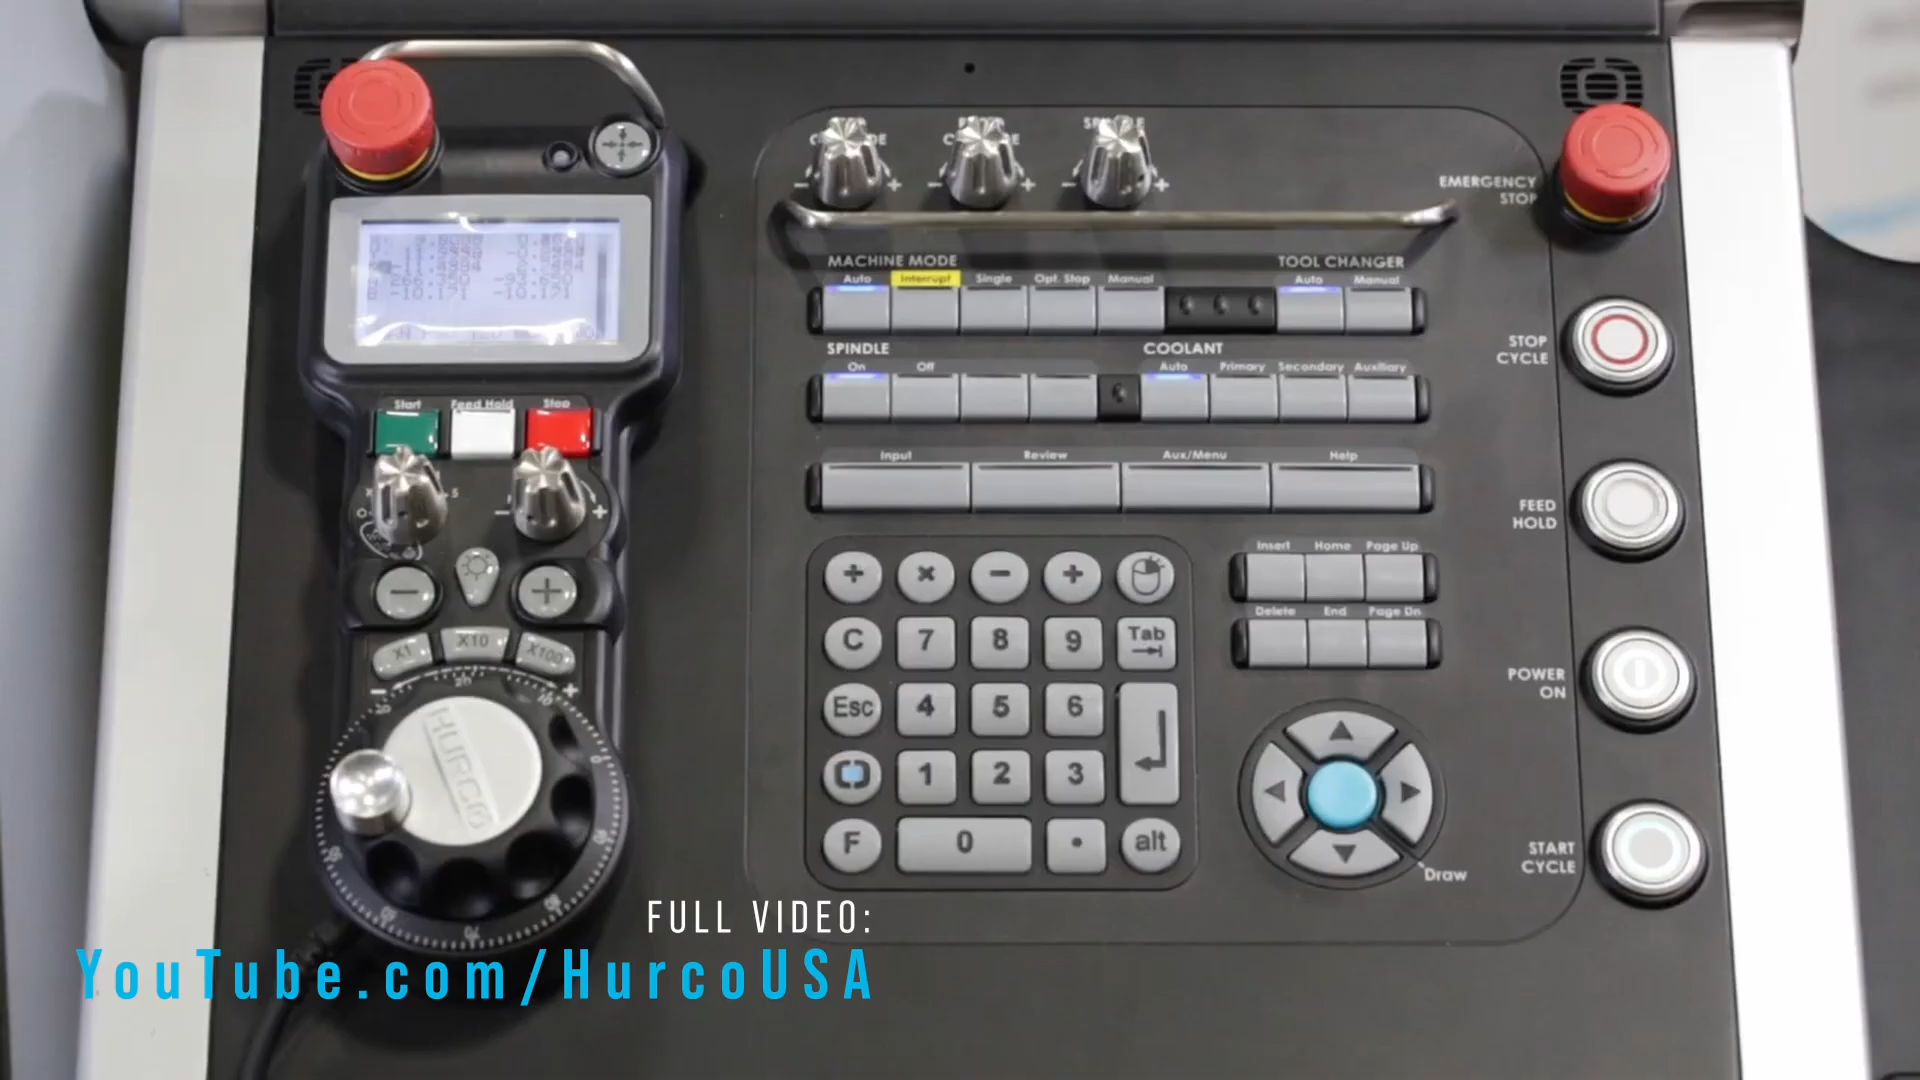 EMERGENCY
STOP
MACHINE MODE
TOOL CHANGER
Auto
Interrupt
Single
Opt. Stop
Manual
Auto
Manual
SPINDLE
COOLANT
On
Off
Auto
Primary
Secondary
Auxiliary
STOP
CYCLE
Start
Feed Hold
Stop
Input
Review
Aux/Menu
Help
FEED
HOLD
Insert
Home
Page Up
Delete
End
Page Dn
+ × − +
C 7 8 9 Tab
Esc 4 5 6
1 2 3
F 0 . alt
X1
X10
X100
HURCO
POWER
ON
START
CYCLE
Draw
FULL VIDEO:
YouTube.com/HurcoUSA